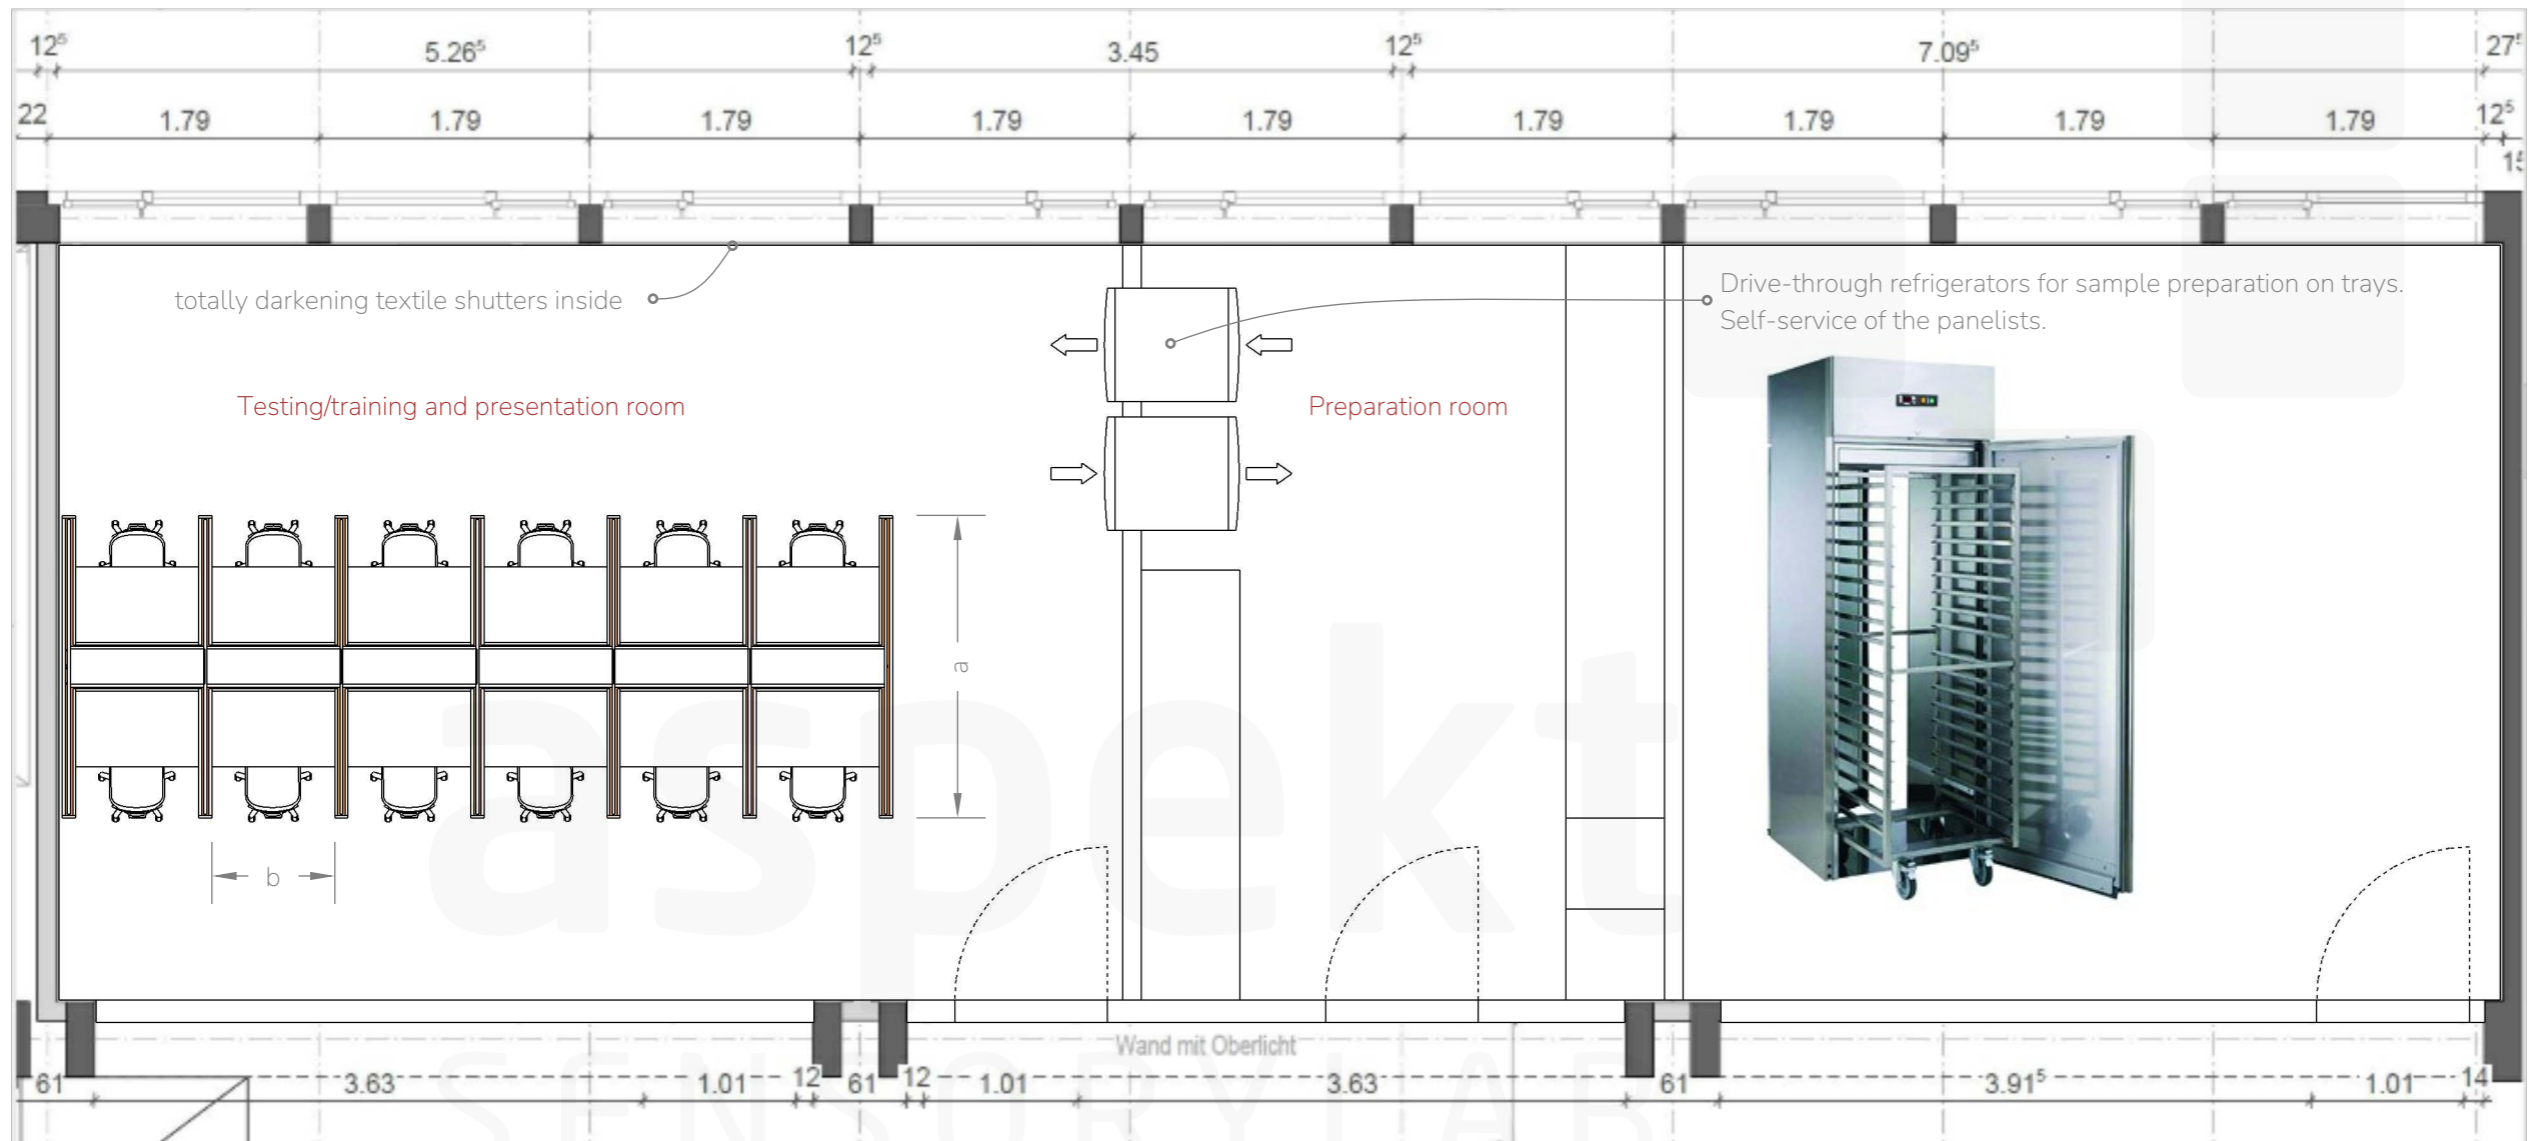 12⁵ 5.26⁵ 12⁵ 3.45 12⁵ 7.09⁵ 27⁵
22 1.79 1.79 1.79 1.79 1.79 1.79 1.79 1.79 1.79 12⁵
15
totally darkening textile shutters inside
Drive-through refrigerators for sample preparation on trays.
Self-service of the panelists.
Testing/training and presentation room
Preparation room
a
b
aspekt
Wand mit Oberlicht
SENSORYLAB
61 3.63 1.01 12 61 12 1.01 3.63 61 3.91⁵ 1.01 14